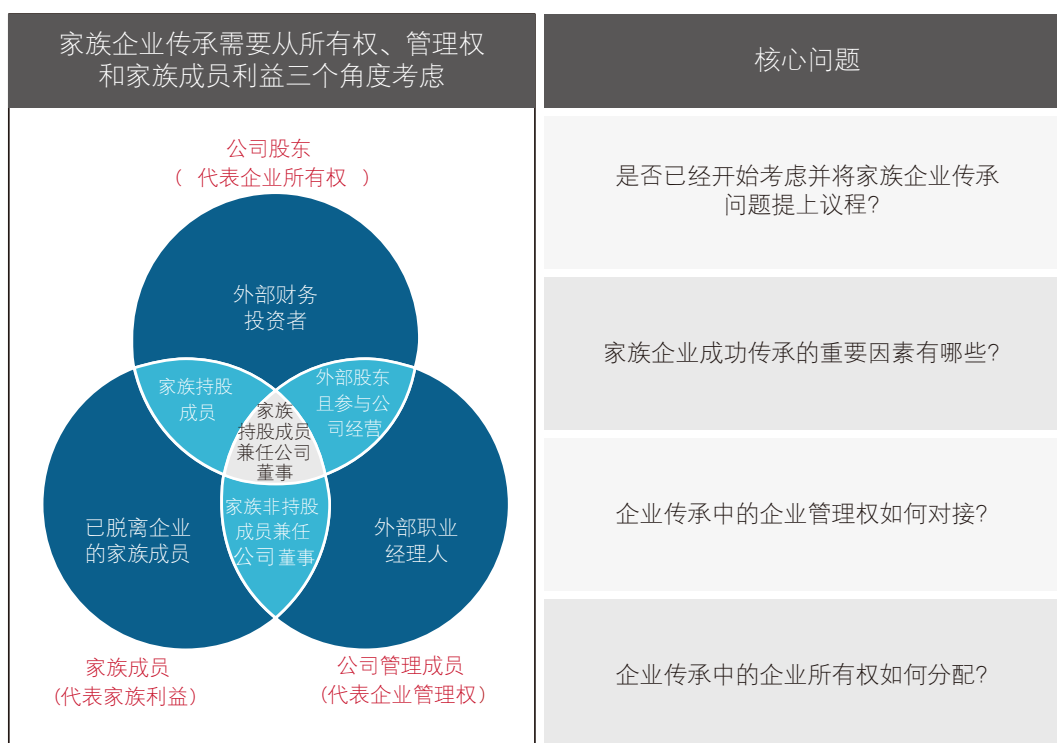 家族企业传承需要从所有权、管理权
和家族成员利益三个角度考虑
公司股东
（ 代表企业所有权 ）
外部财务
投资者
家族持股
成员
外部股东
且参与公
司经营
家族
持股成员
兼任公司
董事
家族非持股
成员兼任
公司董事
已脱离企业
的家族成员
外部职业
经理人
家族成员
(代表家族利益)
公司管理成员
(代表企业管理权)
核心问题
是否已经开始考虑并将家族企业传承
问题提上议程?
家族企业成功传承的重要因素有哪些?
企业传承中的企业管理权如何对接?
企业传承中的企业所有权如何分配?